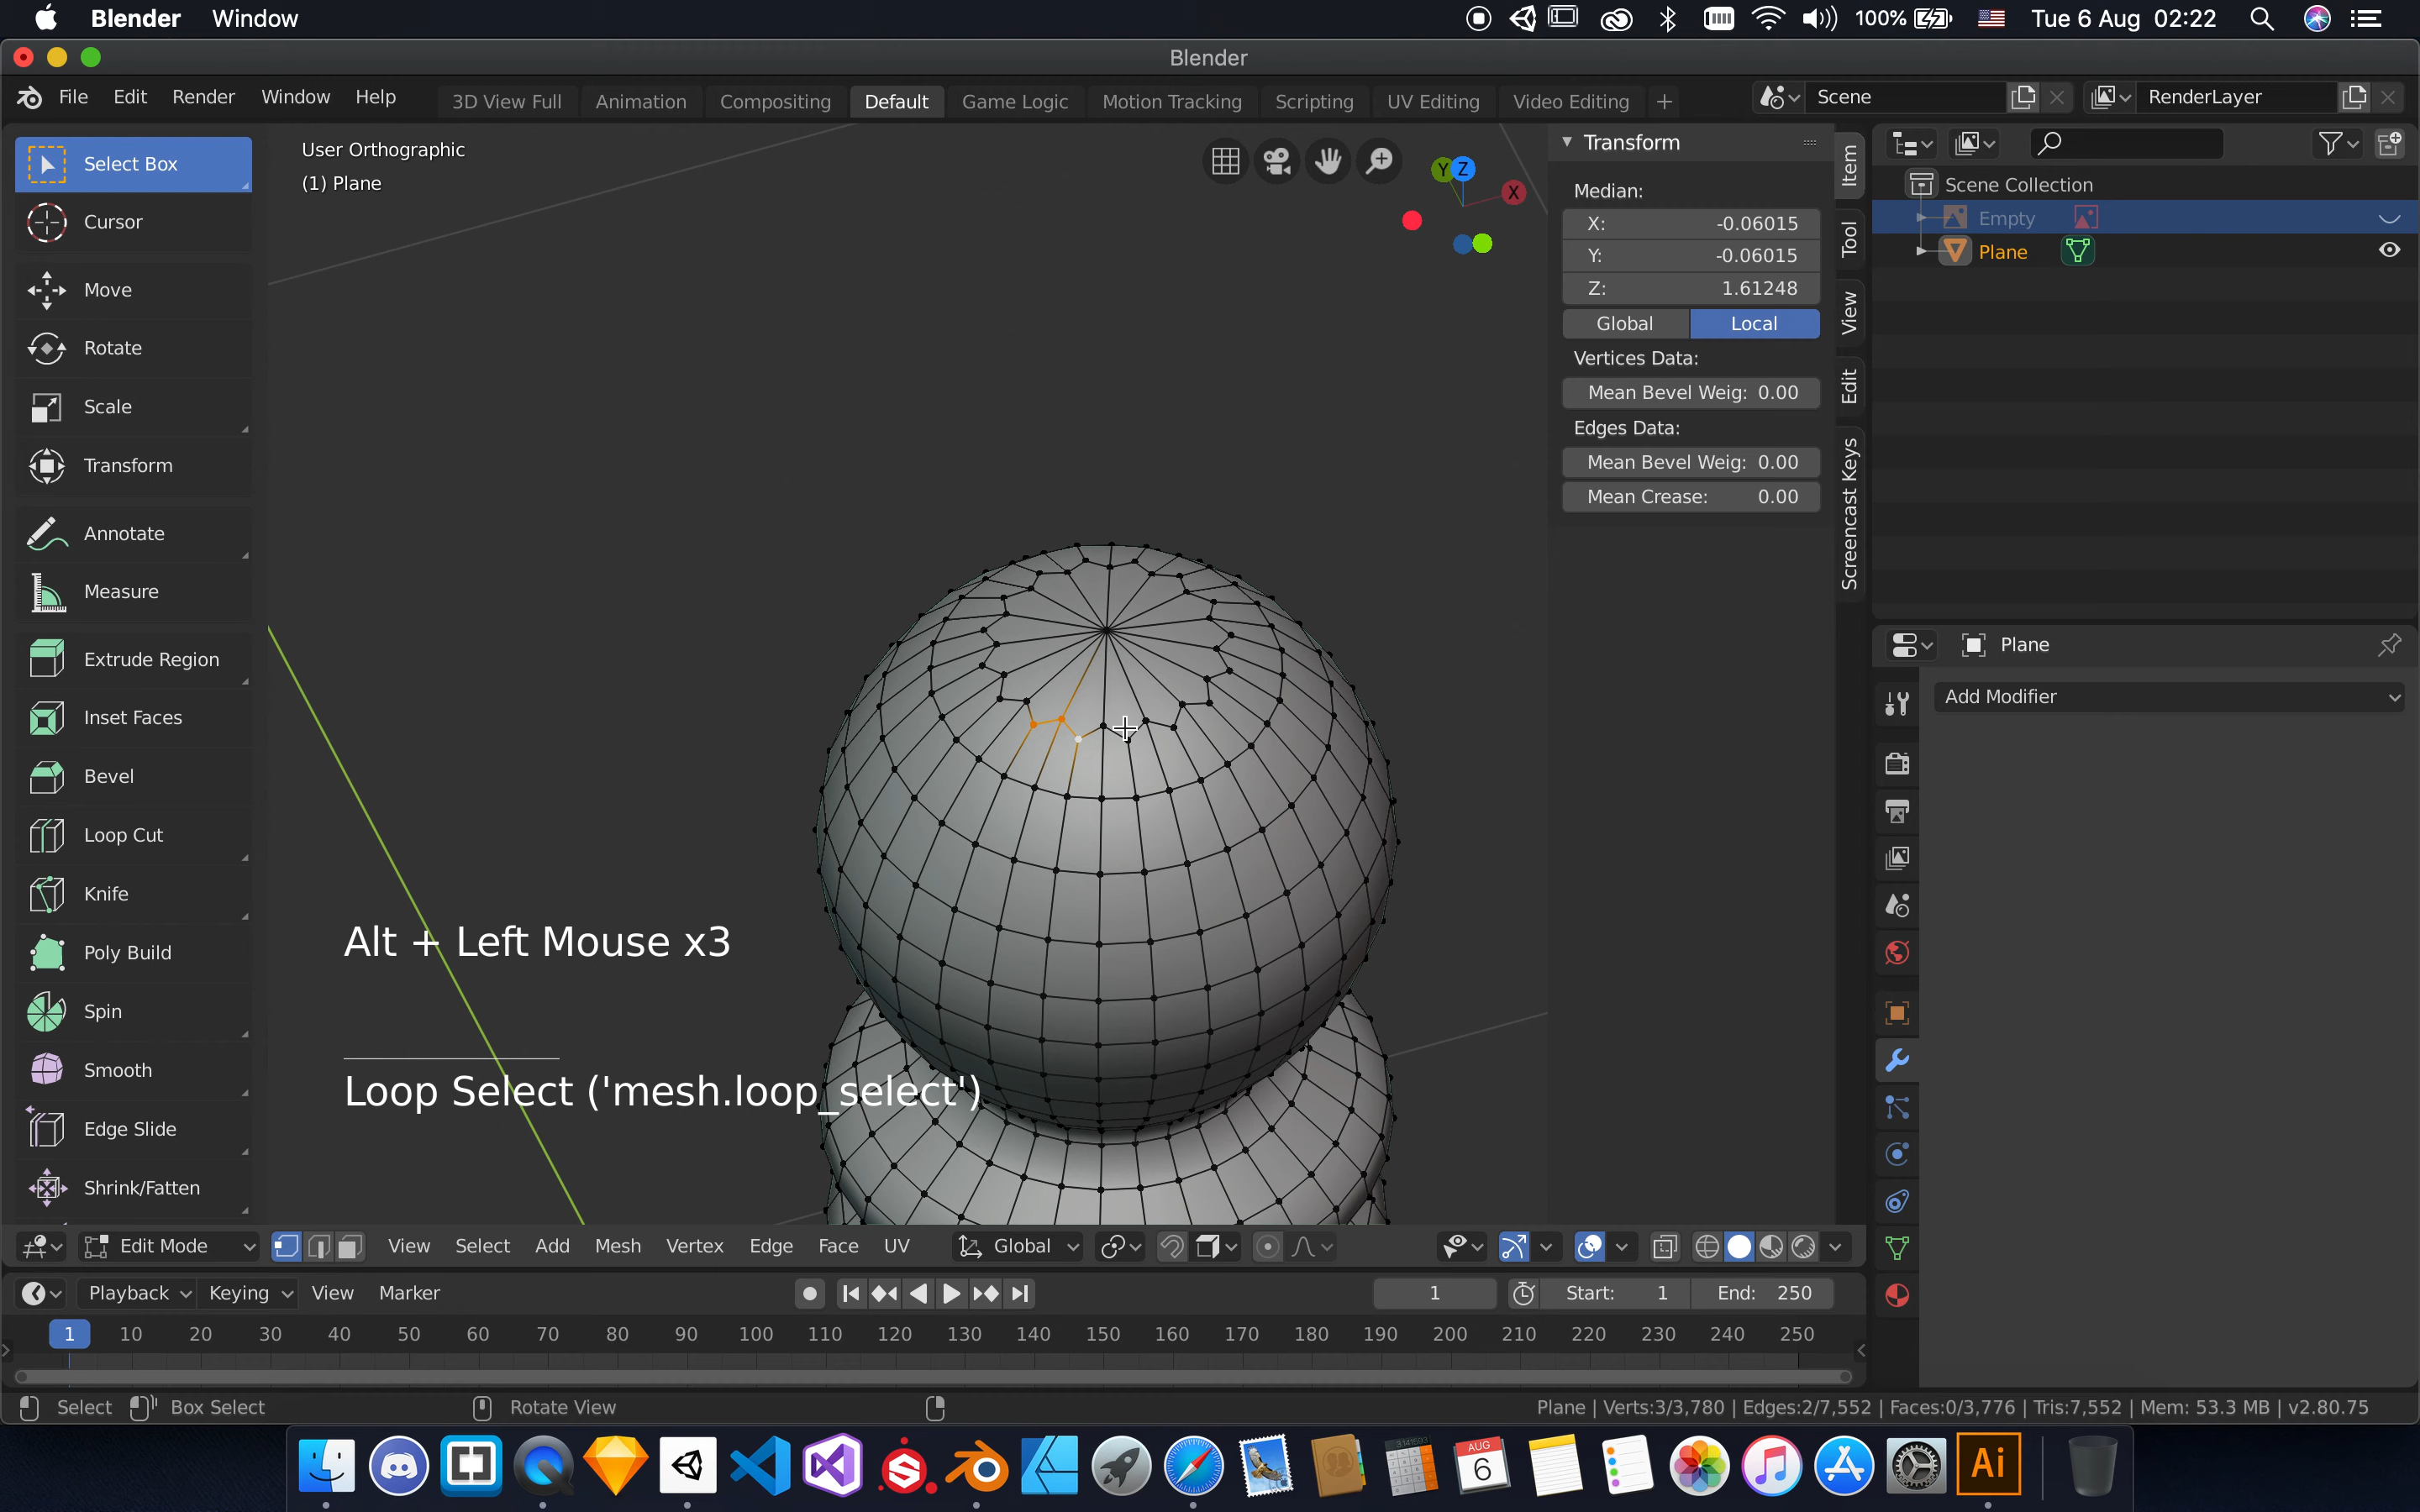 Blender Window 100% Tue 6 Aug 02:22
Blender
File Edit Render Window Help 3D View Full Animation Compositing Default Game Logic Motion Tracking Scripting UV Editing Video Editing + Scene RenderLayer
Select Box
Cursor
Move
Rotate
Scale
Transform
Annotate
Measure
Extrude Region
Inset Faces
Bevel
Loop Cut
Knife
Poly Build
Spin
Smooth
Edge Slide
Shrink/Fatten
User Orthographic
(1) Plane
Y Z X
Alt + Left Mouse x3
Loop Select ('mesh.loop_select')
Transform
Median:
X: -0.06015
Y: -0.06015
Z: 1.61248
Global Local
Vertices Data:
Mean Bevel Weig: 0.00
Edges Data:
Mean Bevel Weig: 0.00
Mean Crease: 0.00
Item
Tool
View
Edit
Screencast Keys
Scene Collection
Empty
Plane
Plane
Add Modifier
Edit Mode View Select Add Mesh Vertex Edge Face UV Global
Playback Keying View Marker 1 Start: 1 End: 250
1 10 20 30 40 50 60 70 80 90 100 110 120 130 140 150 160 170 180 190 200 210 220 230 240 250
Select Box Select Rotate View Plane | Verts:3/3,780 | Edges:2/7,552 | Faces:0/3,776 | Tris:7,552 | Mem: 53.3 MB | v2.80.75
AUG
6
Ai